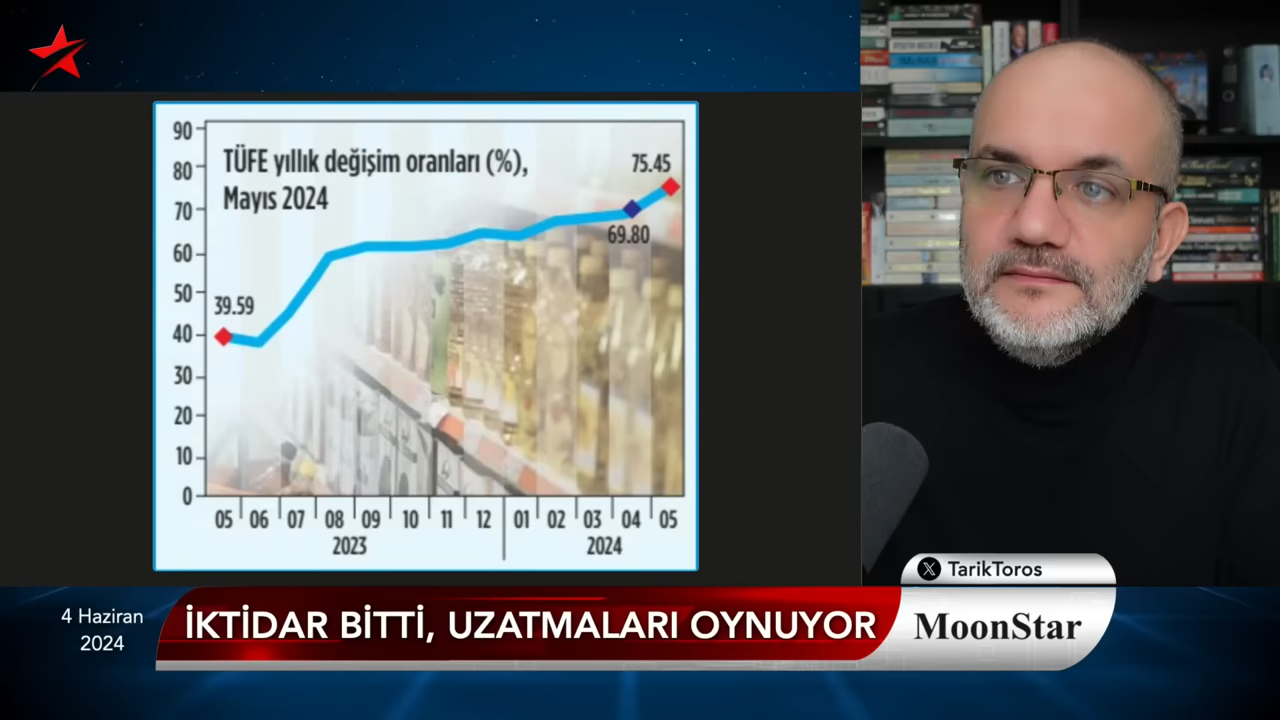 TÜFE yıllık değişim oranları (%),
Mayıs 2024
90
80
70
60
50
40
30
20
10
0
39.59
69.80
75.45
05 06 07 08 09 10 11 12 01 02 03 04 05
2023 2024
TarikToros
4 Haziran
2024
İKTİDAR BİTTİ, UZATMALARI OYNUYOR
MoonStar